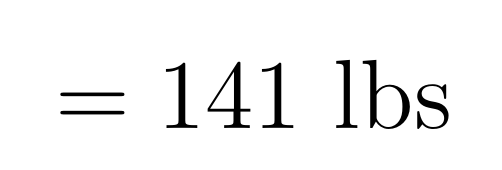 = 141 lbs